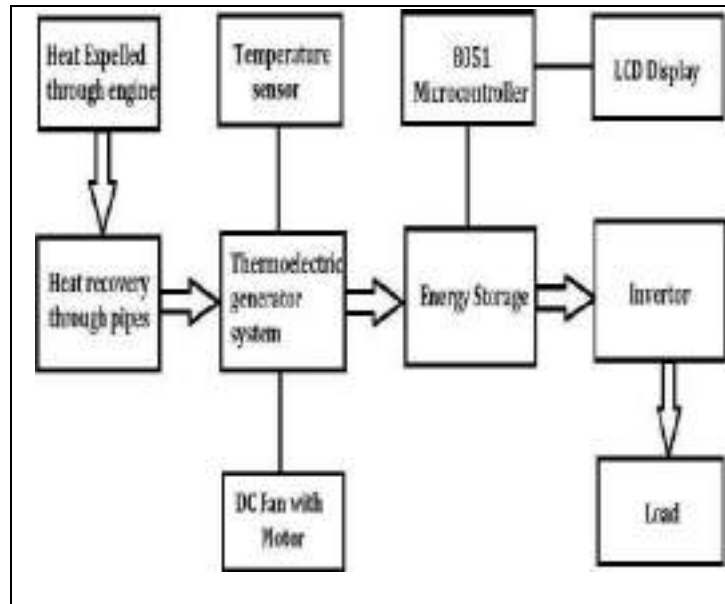 Heat Expelled
through engine
Temperature
sensor
8051
Microcontroller
LCD Display
Heat recovery
through pipes
Thermoelectric
generator
system
Energy Storage
Invertor
DC Fan with
Motor
Load